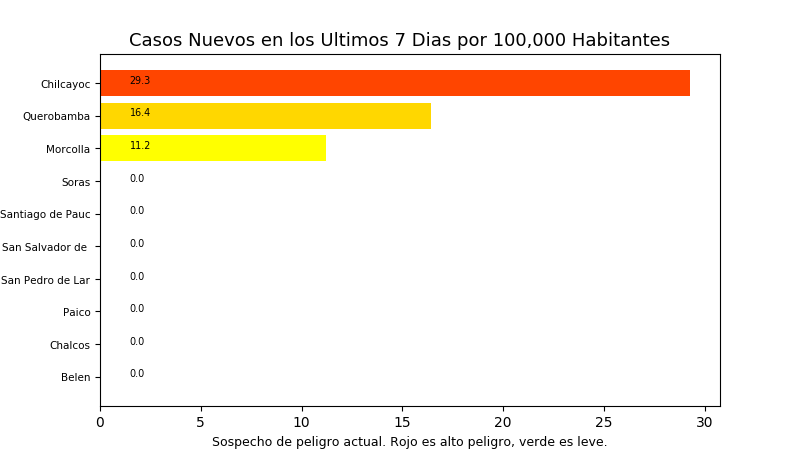 Casos Nuevos en los Ultimos 7 Dias por 100,000 Habitantes
Chilcayoc 29.3
Querobamba 16.4
Morcolla 11.2
Soras 0.0
Santiago de Pauc 0.0
San Salvador de 0.0
San Pedro de Lar 0.0
Paico 0.0
Chalcos 0.0
Belen 0.0
0 5 10 15 20 25 30
Sospecho de peligro actual. Rojo es alto peligro, verde es leve.